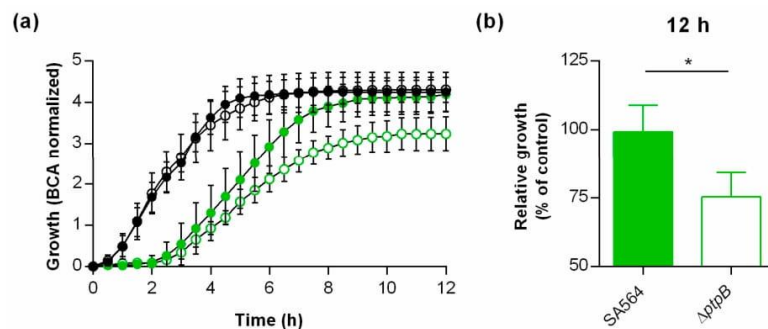 (a)
Growth (BCA normalized)
5
4
3
2
1
0
0 2 4 6 8 10 12
Time (h)
(b)
12 h
*
Relative growth
(% of control)
125
100
75
50
SA564
ΔptpB